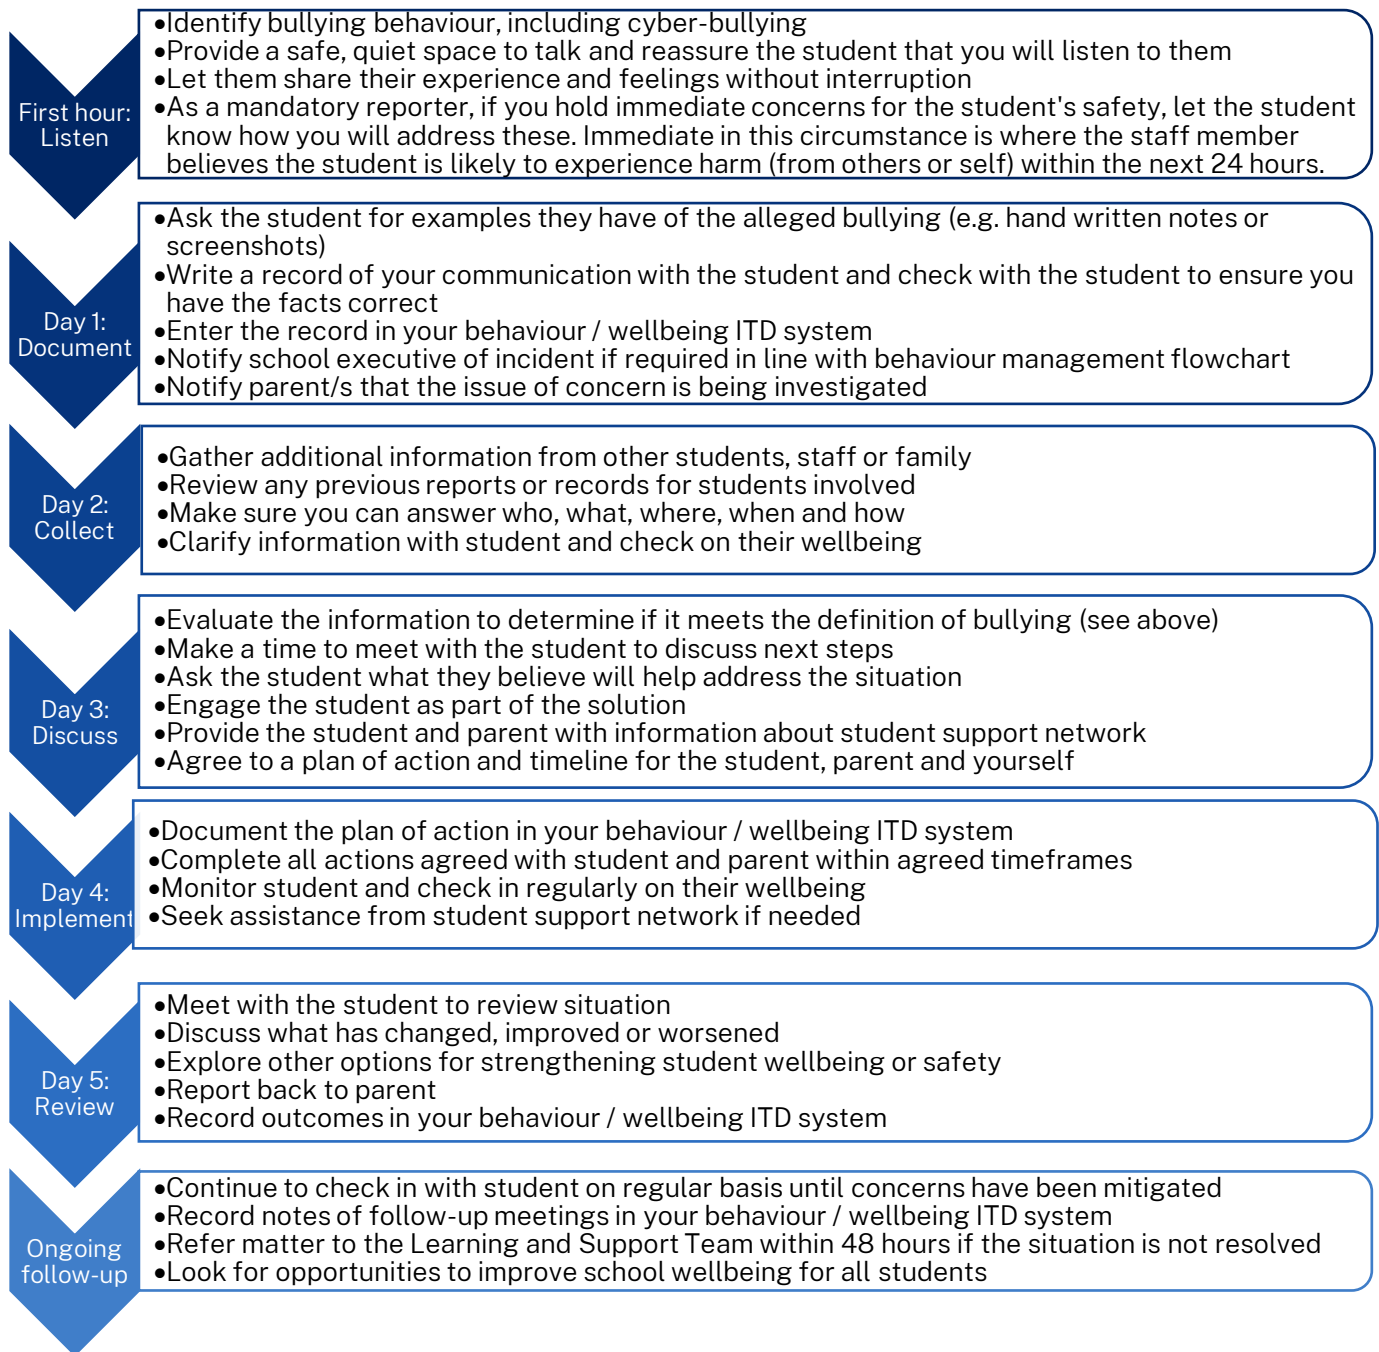 First hour:
Listen
•Identify bullying behaviour, including cyber-bullying
•Provide a safe, quiet space to talk and reassure the student that you will listen to them
•Let them share their experience and feelings without interruption
•As a mandatory reporter, if you hold immediate concerns for the student's safety, let the student
know how you will address these. Immediate in this circumstance is where the staff member
believes the student is likely to experience harm (from others or self) within the next 24 hours.
Day 1:
Document
•Ask the student for examples they have of the alleged bullying (e.g. hand written notes or
screenshots)
•Write a record of your communication with the student and check with the student to ensure you
have the facts correct
•Enter the record in your behaviour / wellbeing ITD system
•Notify school executive of incident if required in line with behaviour management flowchart
•Notify parent/s that the issue of concern is being investigated
Day 2:
Collect
•Gather additional information from other students, staff or family
•Review any previous reports or records for students involved
•Make sure you can answer who, what, where, when and how
•Clarify information with student and check on their wellbeing
Day 3:
Discuss
•Evaluate the information to determine if it meets the definition of bullying (see above)
•Make a time to meet with the student to discuss next steps
•Ask the student what they believe will help address the situation
•Engage the student as part of the solution
•Provide the student and parent with information about student support network
•Agree to a plan of action and timeline for the student, parent and yourself
Day 4:
Implement
•Document the plan of action in your behaviour / wellbeing ITD system
•Complete all actions agreed with student and parent within agreed timeframes
•Monitor student and check in regularly on their wellbeing
•Seek assistance from student support network if needed
Day 5:
Review
•Meet with the student to review situation
•Discuss what has changed, improved or worsened
•Explore other options for strengthening student wellbeing or safety
•Report back to parent
•Record outcomes in your behaviour / wellbeing ITD system
Ongoing
follow-up
•Continue to check in with student on regular basis until concerns have been mitigated
•Record notes of follow-up meetings in your behaviour / wellbeing ITD system
•Refer matter to the Learning and Support Team within 48 hours if the situation is not resolved
•Look for opportunities to improve school wellbeing for all students